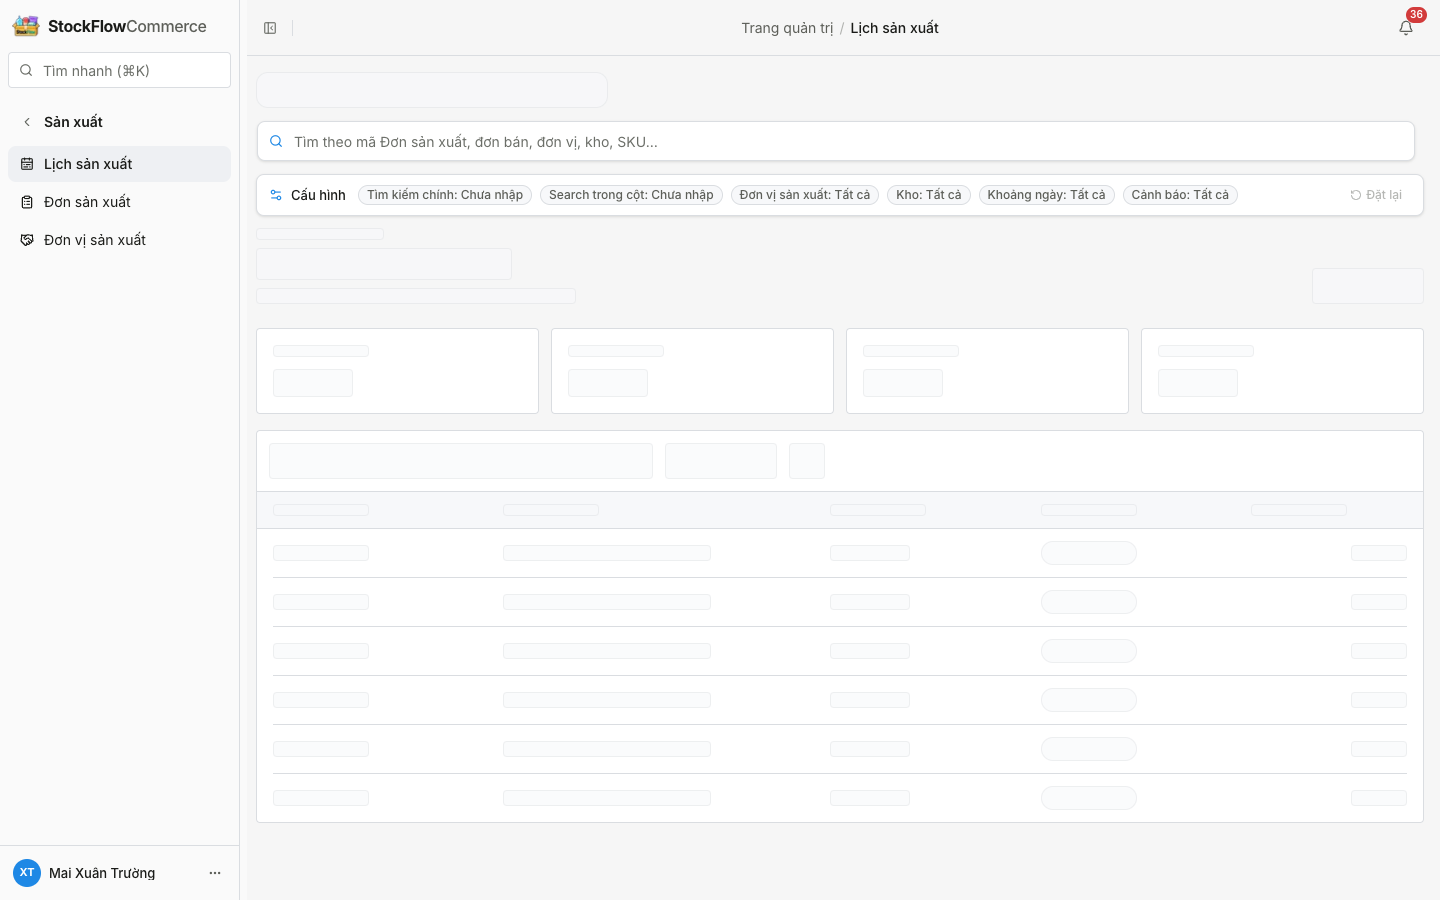 StockFlowCommerce
Tìm nhanh (⌘K)
Sản xuất
Lịch sản xuất
Đơn sản xuất
Đơn vị sản xuất
Mai Xuân Trường
XT
Trang quản trị / Lịch sản xuất
36
Tìm theo mã Đơn sản xuất, đơn bán, đơn vị, kho, SKU...
Cấu hình
Tìm kiếm chính: Chưa nhập
Search trong cột: Chưa nhập
Đơn vị sản xuất: Tất cả
Kho: Tất cả
Khoảng ngày: Tất cả
Cảnh báo: Tất cả
Đặt lại